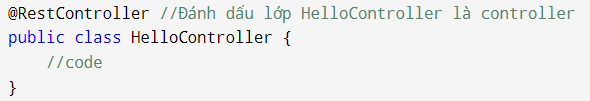 @RestController //Đánh dấu lớp HelloController là controller
public class HelloController {
    //code
}